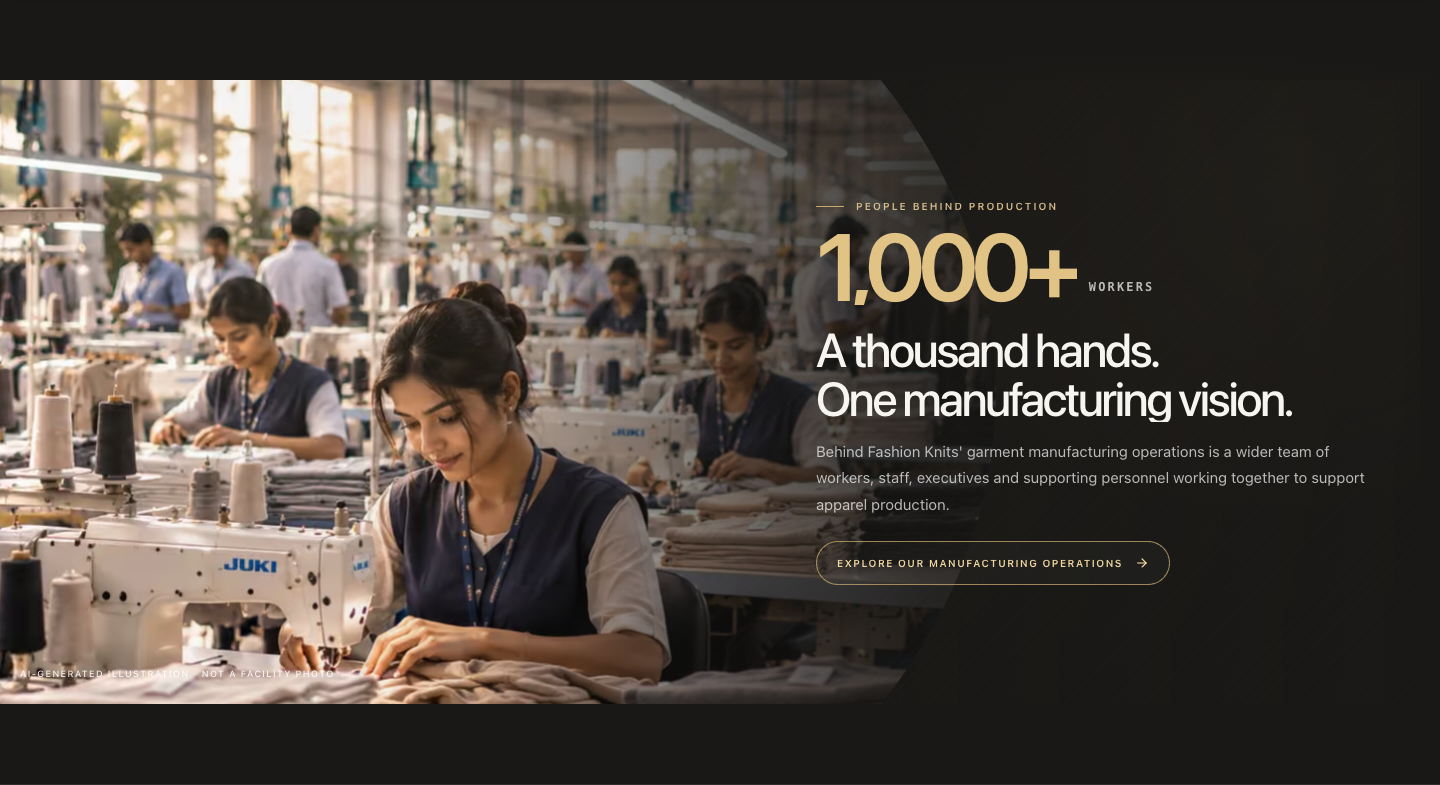 PEOPLE BEHIND PRODUCTION
1,000+ WORKERS
A thousand hands.
One manufacturing vision.
Behind Fashion Knits' garment manufacturing operations is a wider team of
workers, staff, executives and supporting personnel working together to support
apparel production.
EXPLORE OUR MANUFACTURING OPERATIONS →
JUKI
JUKI
JUKI
AI-GENERATED ILLUSTRATION · NOT A FACILITY PHOTO